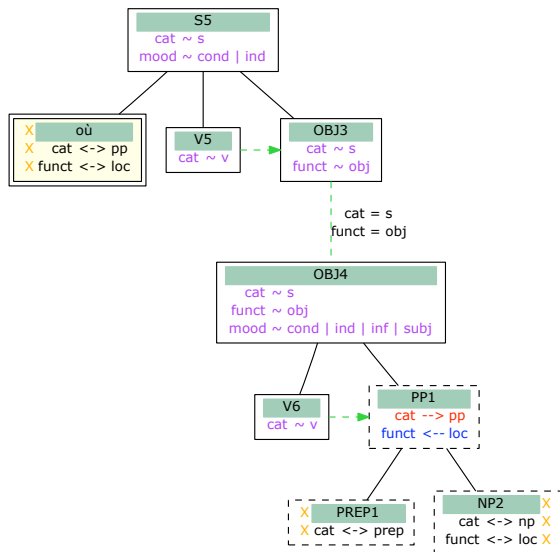 S5
cat ~ s
mood ~ cond | ind
X où
X cat <-> pp
X funct <-> loc
V5
cat ~ v
OBJ3
cat ~ s
funct ~ obj
cat = s
funct = obj
OBJ4
cat ~ s
funct ~ obj
mood ~ cond | ind | inf | subj
V6
cat ~ v
PP1
cat --> pp
funct <-- loc
X PREP1
X cat <-> prep
NP2 X
cat <-> np X
funct <-> loc X